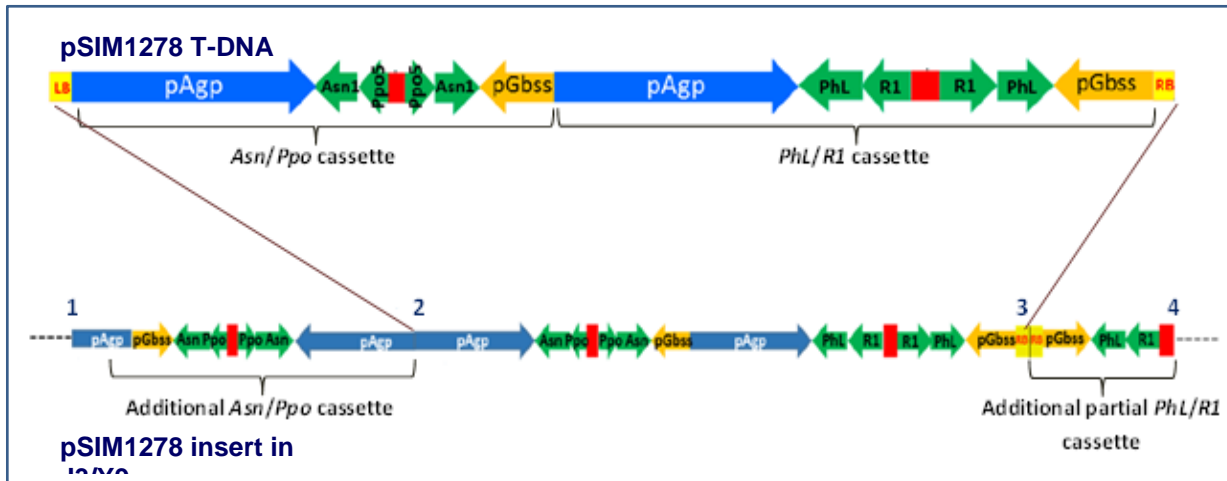 pSIM1278 T-DNA
LB pAgp Asn1 Ppo5 Ppo5 Asn1 pGbss pAgp PhL R1 R1 PhL pGbss RB
Asn/Ppo cassette PhL/R1 cassette
1 2 3 4
pAgp pGbss Asn Ppo Ppo Asn pAgp pAgp Asn Ppo Ppo Asn pGbss pAgp PhL R1 R1 PhL pGbss RB RB pGbss PhL R1
Additional Asn/Ppo cassette Additional partial PhL/R1
cassette
pSIM1278 insert in